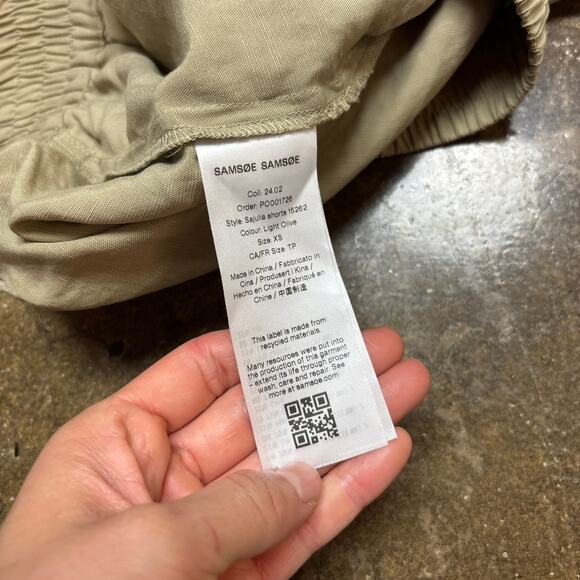 SAMSØE SAMSØE
Coll: 24.02
Order: PO001726
Style: Sajulia shorts 15262
Colour: Light Olive
Size: XS
CA/FR Size: TP
Made in China / Fabbricato in
Cina / Produsert i Kina /
Hecho en China / Fabriqué en
Chine / 中国制造
This label is made from
recycled materials.
Many resources were put into
the production of this garment
– extend its life through proper
wash, care and repair. See
more at samsoe.com